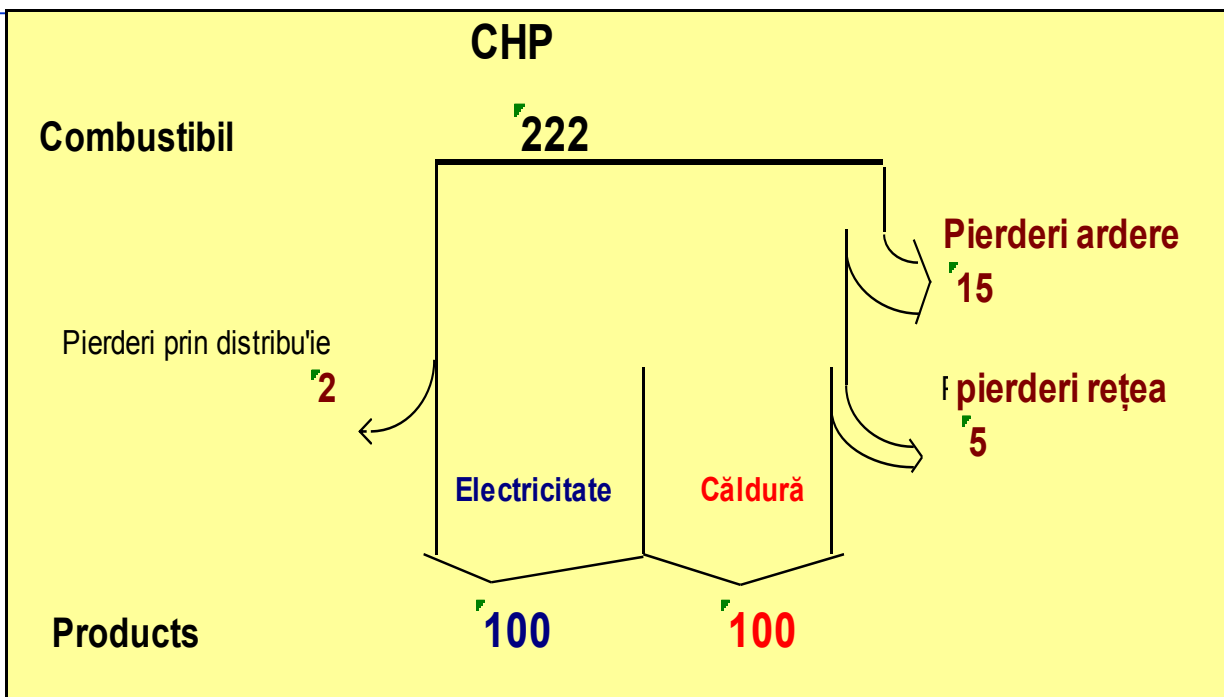 CHP
Combustibil
222
Pierderi ardere
15
Pierderi prin distribu'ie
2
pierderi rețea
5
Electricitate
Căldură
Products
100
100